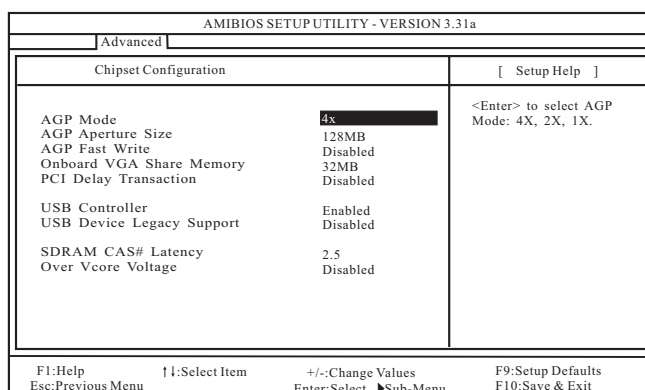 AMIBIOS SETUP UTILITY - VERSION 3.31a
Advanced
Chipset Configuration
[ Setup Help ]
AGP Mode 4x
AGP Aperture Size 128MB
AGP Fast Write Disabled
Onboard VGA Share Memory 32MB
PCI Delay Transaction Disabled
USB Controller Enabled
USB Device Legacy Support Disabled
SDRAM CAS# Latency 2.5
Over Vcore Voltage Disabled
<Enter> to select AGP
Mode: 4X, 2X, 1X.
F1:Help ↑↓:Select Item +/-:Change Values F9:Setup Defaults
Esc:Previous Menu Enter:Select ▶Sub-Menu F10:Save & Exit